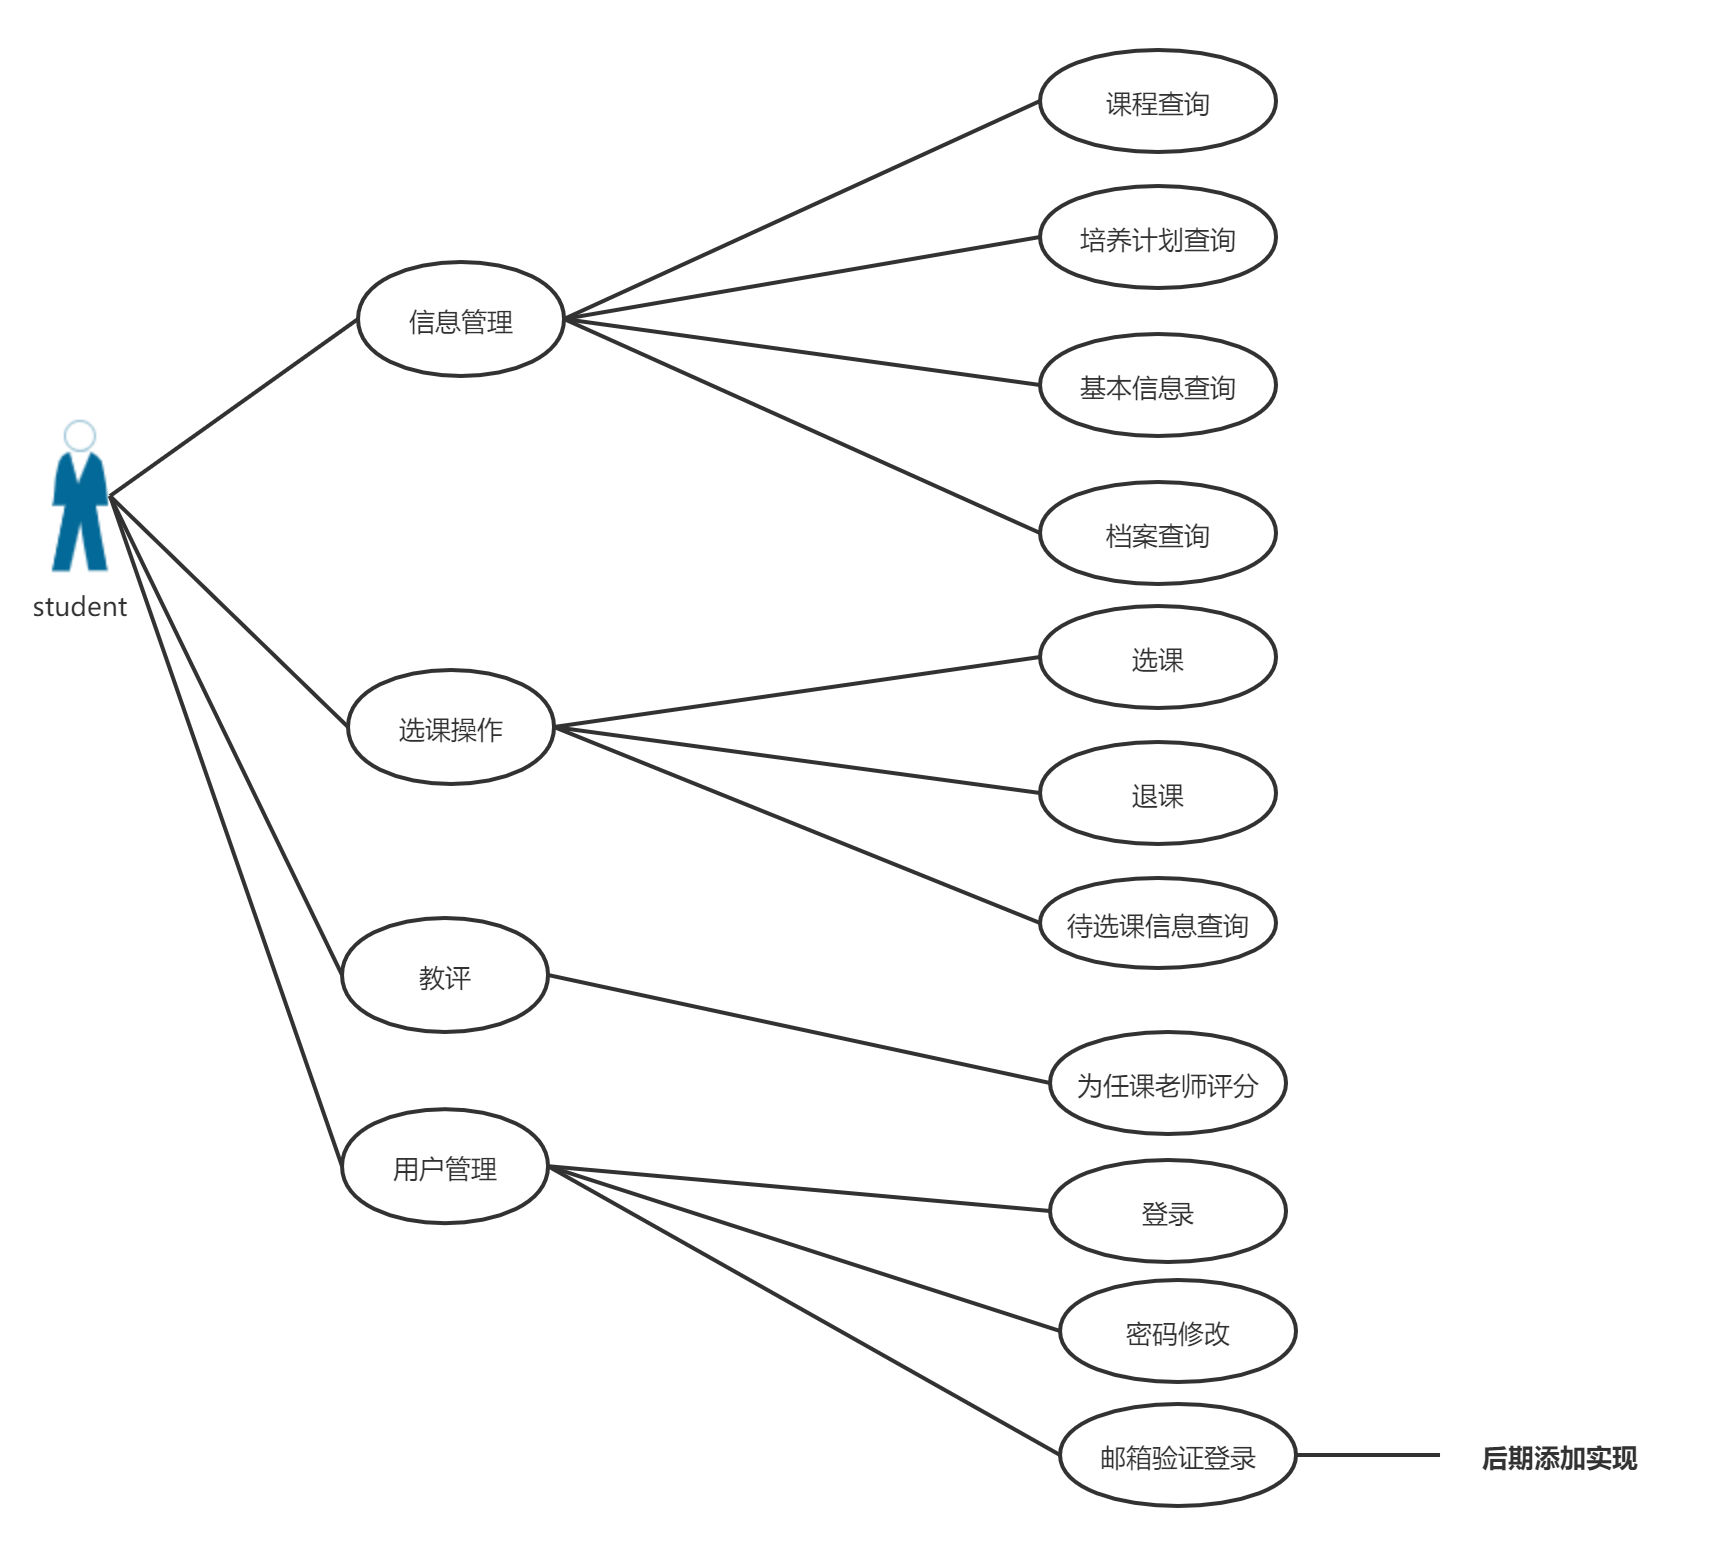 课程查询
培养计划查询
信息管理
基本信息查询
档案查询
student
选课
选课操作
退课
待选课信息查询
教评
为任课老师评分
用户管理
登录
密码修改
邮箱验证登录
后期添加实现